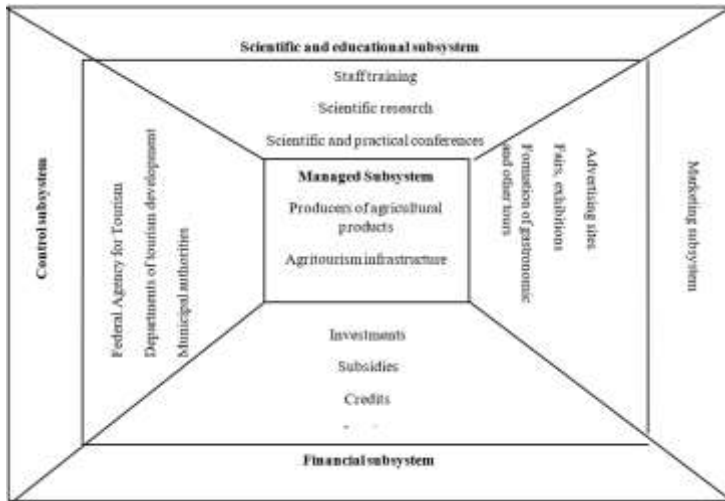 Scientific and educational subsystem
Staff training
Scientific research
Scientific and practical conferences
Control subsystem
Federal Agency for Tourism
Departments of tourism development
Municipal authorities
Managed Subsystem
Producers of agricultural
products
Agritourism infrastructure
Formation of gastronomic
and other tours
Fairs, exhibitions
Advertising sites
Marketing subsystem
Investments
Subsidies
Credits
Financial subsystem